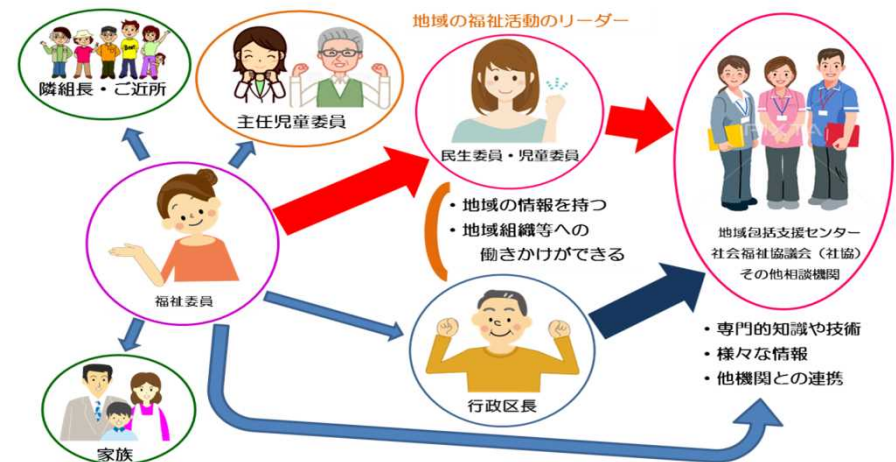 地域の福祉活動のリーダー
隣組長・ご近所
主任児童委員
民生委員・児童委員
・地域の情報を持つ
・地域組織等への
働きかけができる
福祉委員
地域包括支援センター
社会福祉協議会（社協）
その他相談機関
・専門的知識や技術
・様々な情報
・他機関との連携
行政区長
家族